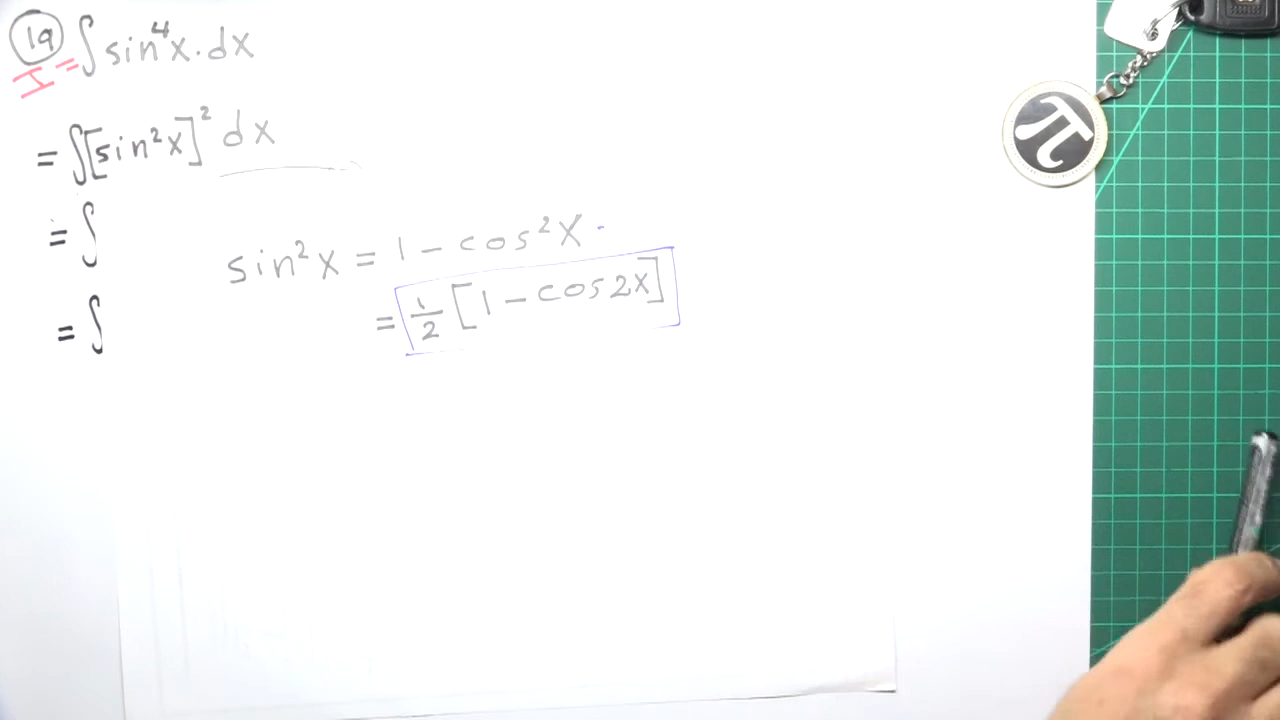 19 I = ∫ sin⁴x · dx
= ∫ [sin²x]² dx
= ∫
sin²x = 1 − cos²x ·
= 1/2 [1 − cos2x]
= ∫
π